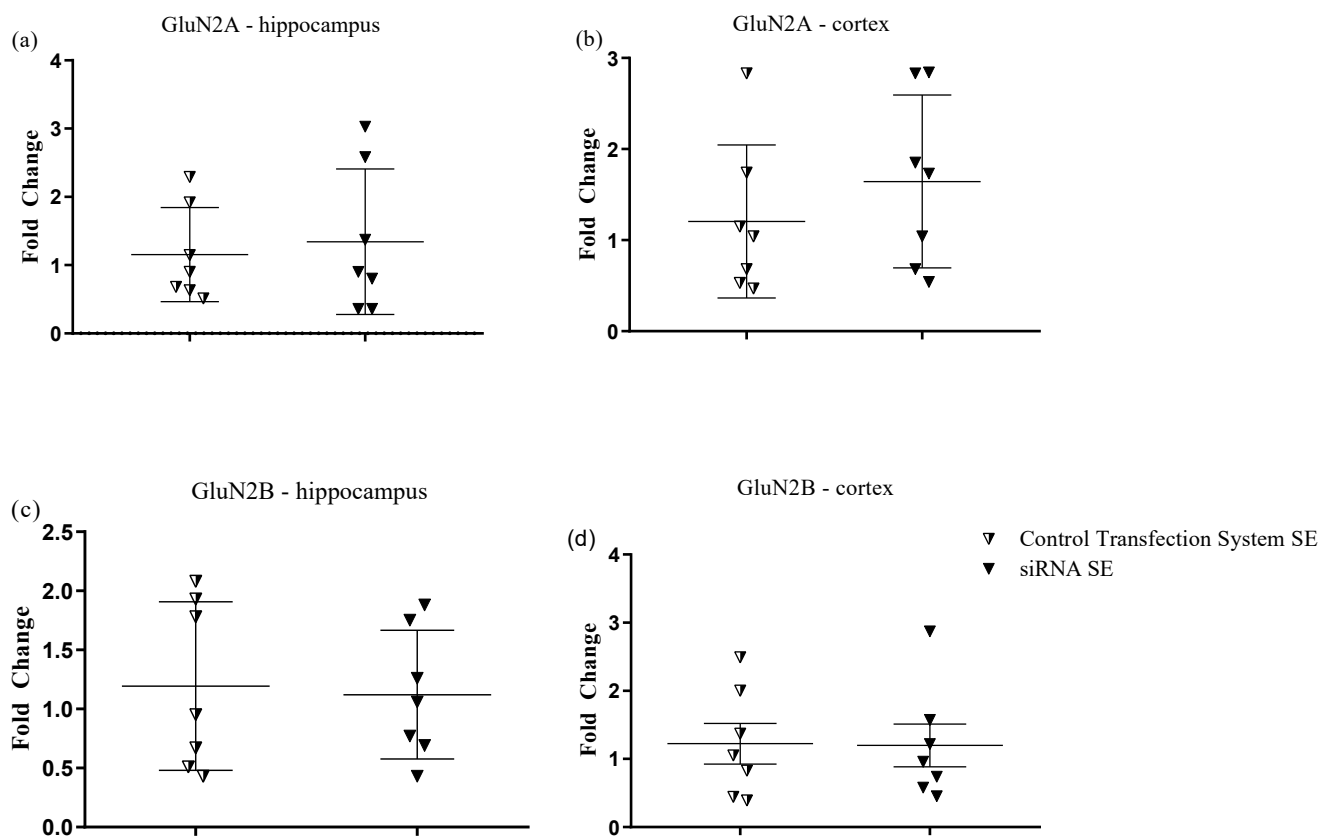 (a)
GluN2A - hippocampus
4
3
2
1
0
Fold Change
(b)
GluN2A - cortex
3
2
1
0
Fold Change
(c)
GluN2B - hippocampus
2.5
2.0
1.5
1.0
0.5
0.0
Fold Change
(d)
GluN2B - cortex
4
3
2
1
0
Fold Change
Control Transfection System SE
siRNA SE